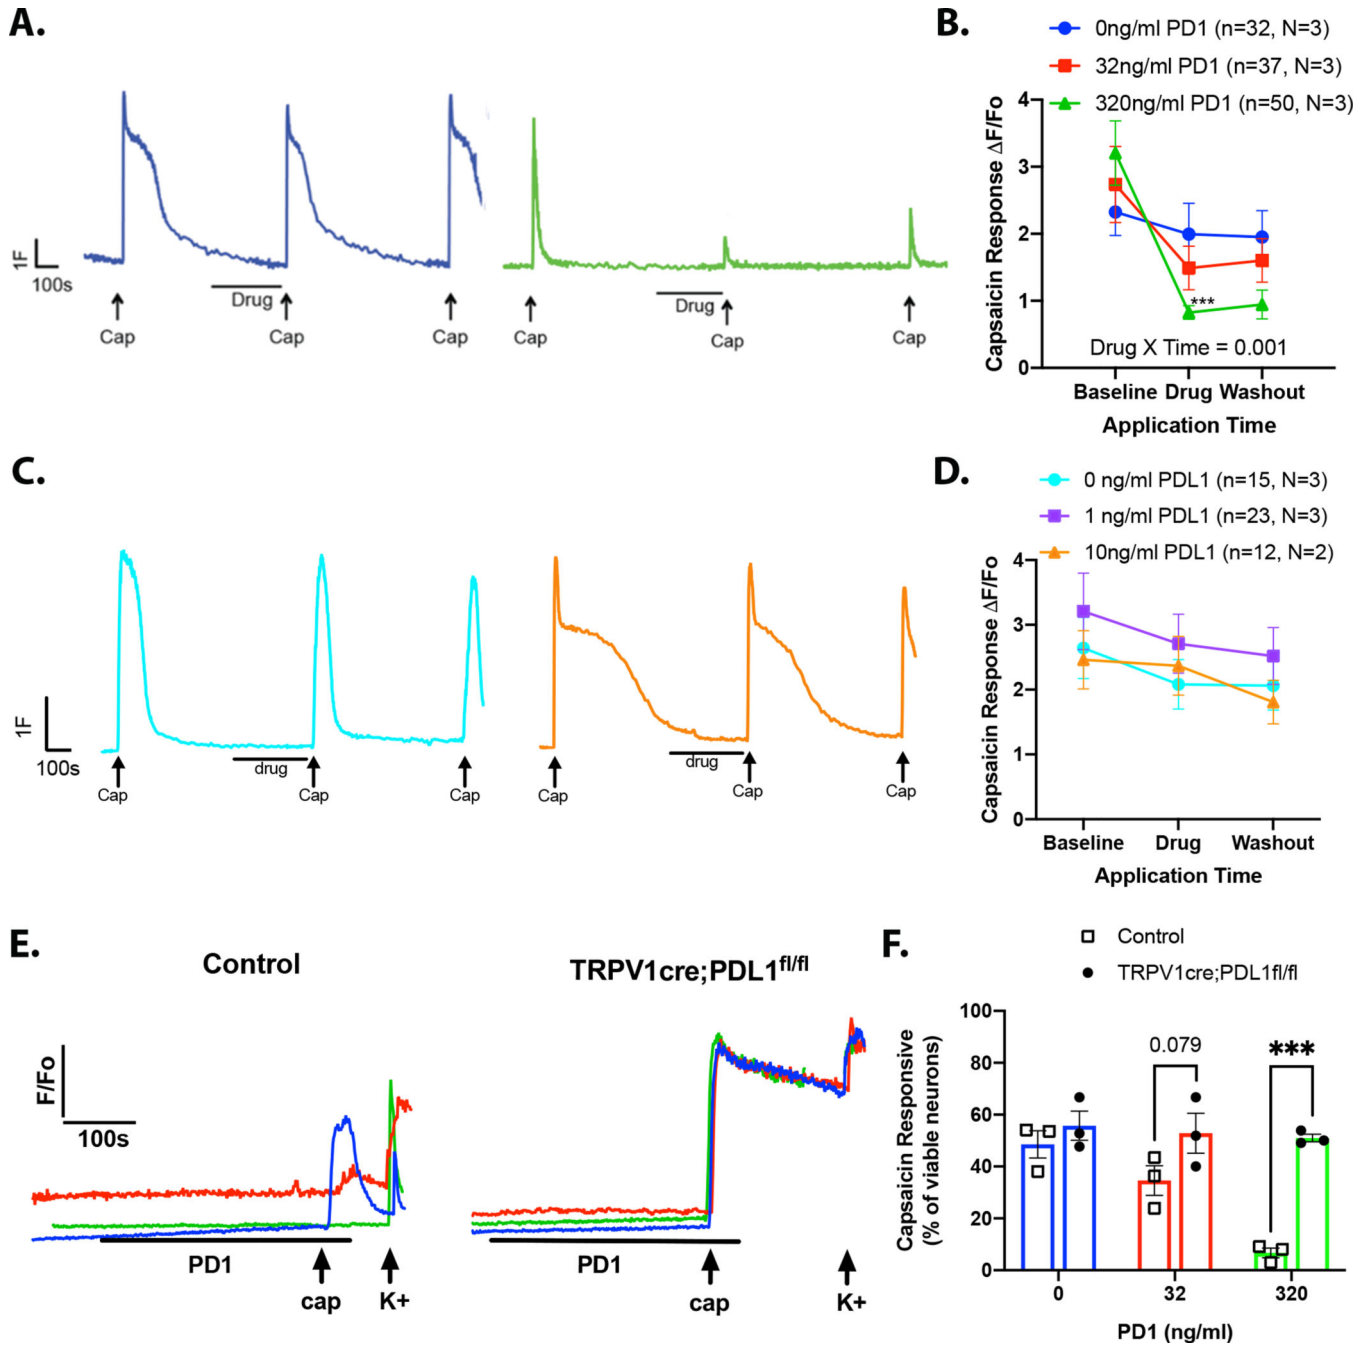 A.
1F
100s
Drug
Cap
Cap
Cap
Drug
Cap
Cap
Cap
B.
0ng/ml PD1 (n=32, N=3)
32ng/ml PD1 (n=37, N=3)
320ng/ml PD1 (n=50, N=3)
Capsaicin Response ΔF/Fo
4
3
2
1
0
***
Drug X Time = 0.001
Baseline Drug Washout
Application Time
C.
1F
100s
drug
Cap
Cap
Cap
drug
Cap
Cap
Cap
D.
0 ng/ml PDL1 (n=15, N=3)
1 ng/ml PDL1 (n=23, N=3)
10ng/ml PDL1 (n=12, N=2)
Capsaicin Response ΔF/Fo
4
3
2
1
0
Baseline Drug Washout
Application Time
E.
Control
TRPV1cre;PDL1fl/fl
F/Fo
100s
PD1
cap
K+
PD1
cap
K+
F.
Control
TRPV1cre;PDL1fl/fl
Capsaicin Responsive
(% of viable neurons)
100
80
60
40
20
0
0.079
***
0 32 320
PD1 (ng/ml)